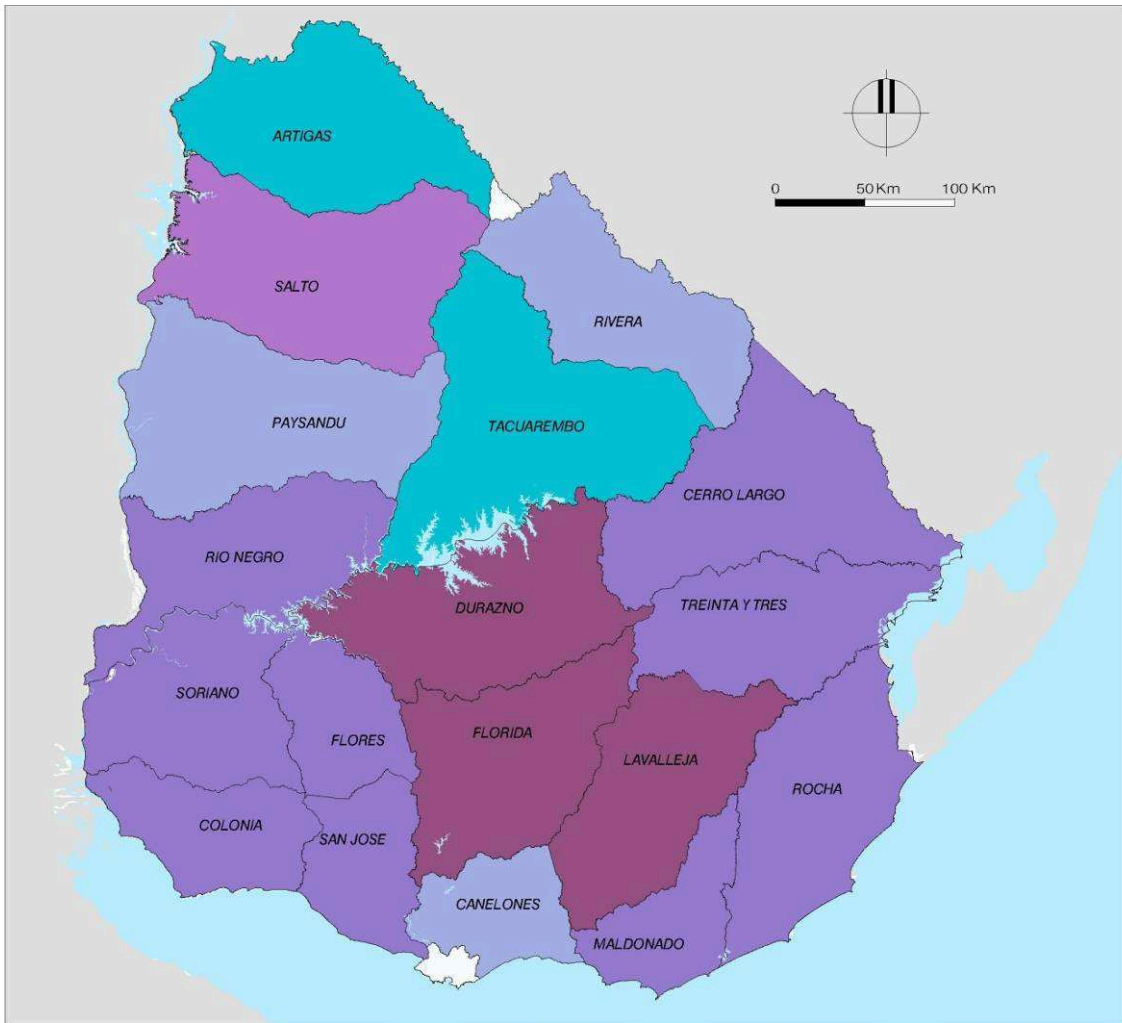 ARTIGAS
0 50 Km 100 Km
SALTO
RIVERA
PAYSANDU
TACUAREMBO
CERRO LARGO
RIO NEGRO
DURAZNO
TREINTA Y TRES
SORIANO
FLORES
FLORIDA
LAVALLEJA
ROCHA
COLONIA
SAN JOSE
CANELONES
MALDONADO